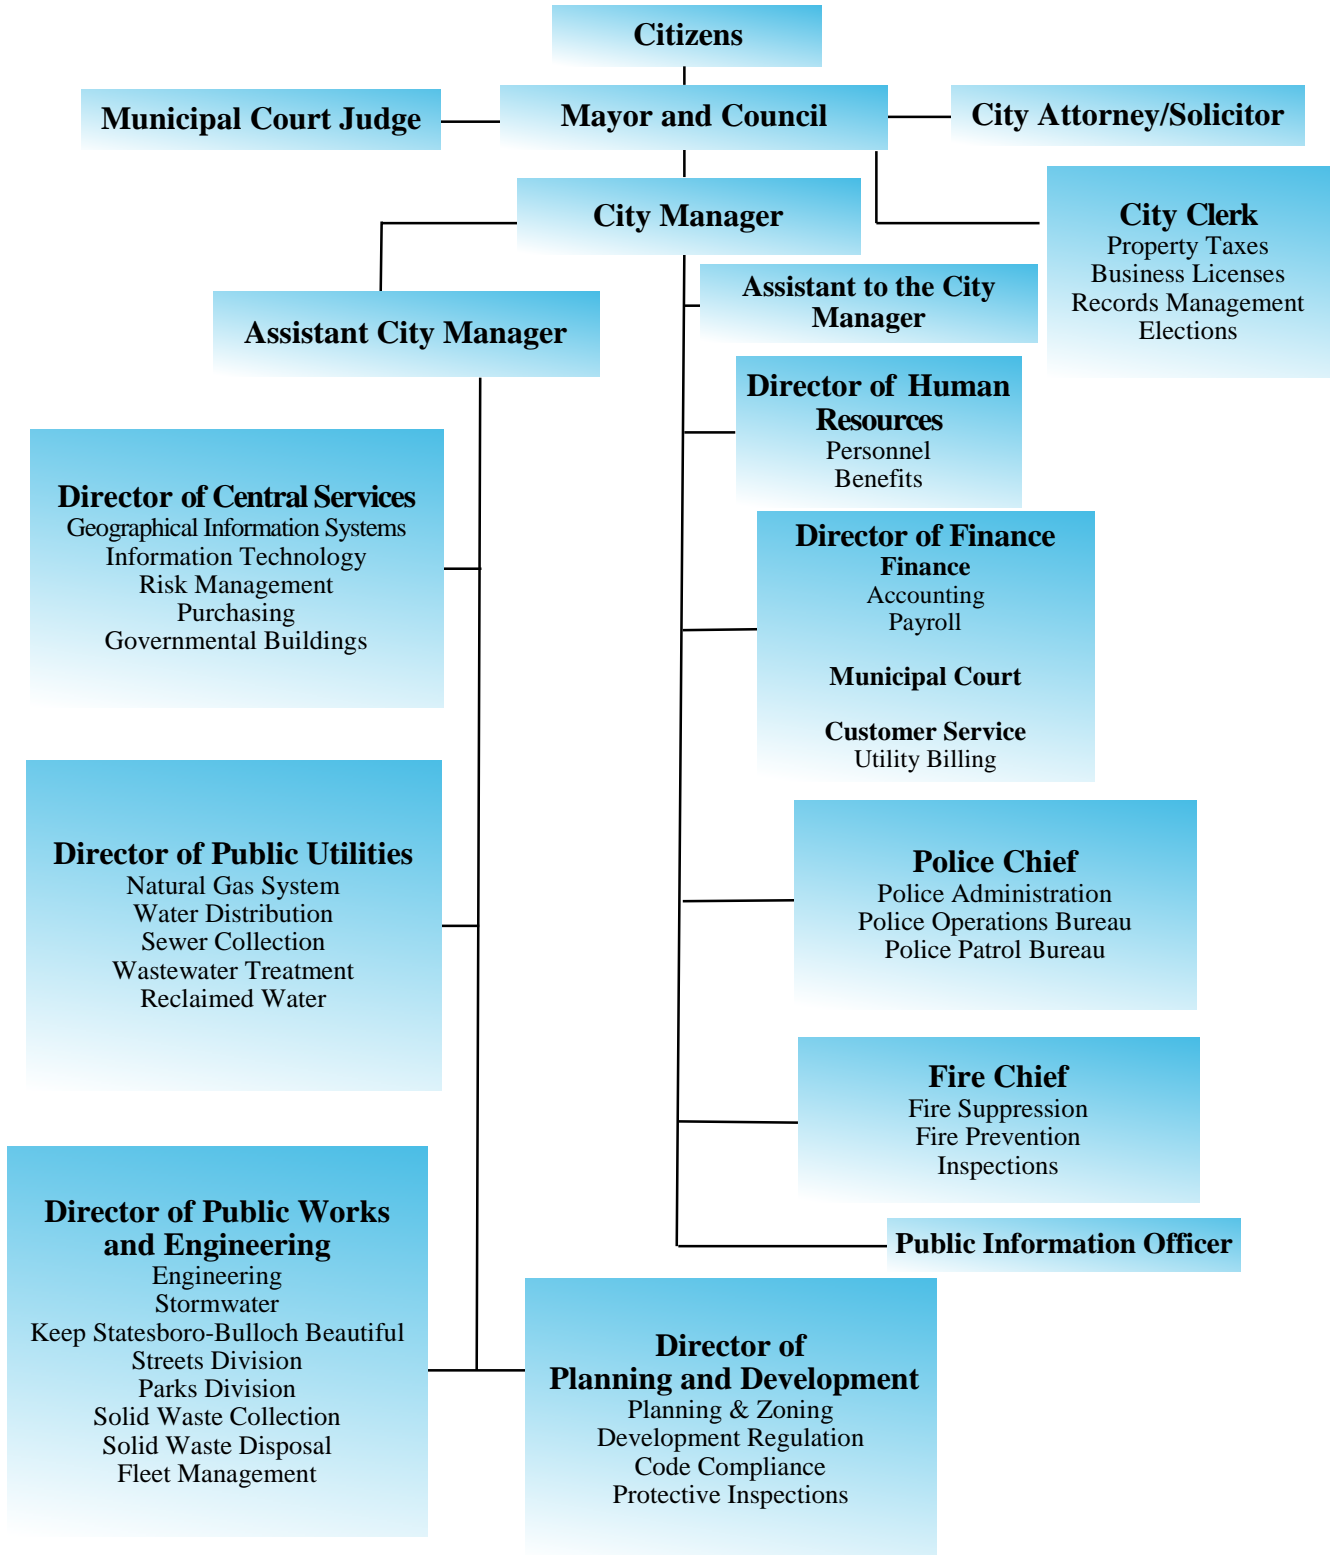 Citizens
Municipal Court Judge
Mayor and Council
City Attorney/Solicitor
City Manager
City Clerk
Property Taxes
Business Licenses
Records Management
Elections
Assistant to the City
Manager
Assistant City Manager
Director of Human
Resources
Personnel
Benefits
Director of Central Services
Geographical Information Systems
Information Technology
Risk Management
Purchasing
Governmental Buildings
Director of Finance
Finance
Accounting
Payroll
Municipal Court
Customer Service
Utility Billing
Director of Public Utilities
Natural Gas System
Water Distribution
Sewer Collection
Wastewater Treatment
Reclaimed Water
Police Chief
Police Administration
Police Operations Bureau
Police Patrol Bureau
Fire Chief
Fire Suppression
Fire Prevention
Inspections
Director of Public Works
and Engineering
Engineering
Stormwater
Keep Statesboro-Bulloch Beautiful
Streets Division
Parks Division
Solid Waste Collection
Solid Waste Disposal
Fleet Management
Public Information Officer
Director of
Planning and Development
Planning & Zoning
Development Regulation
Code Compliance
Protective Inspections